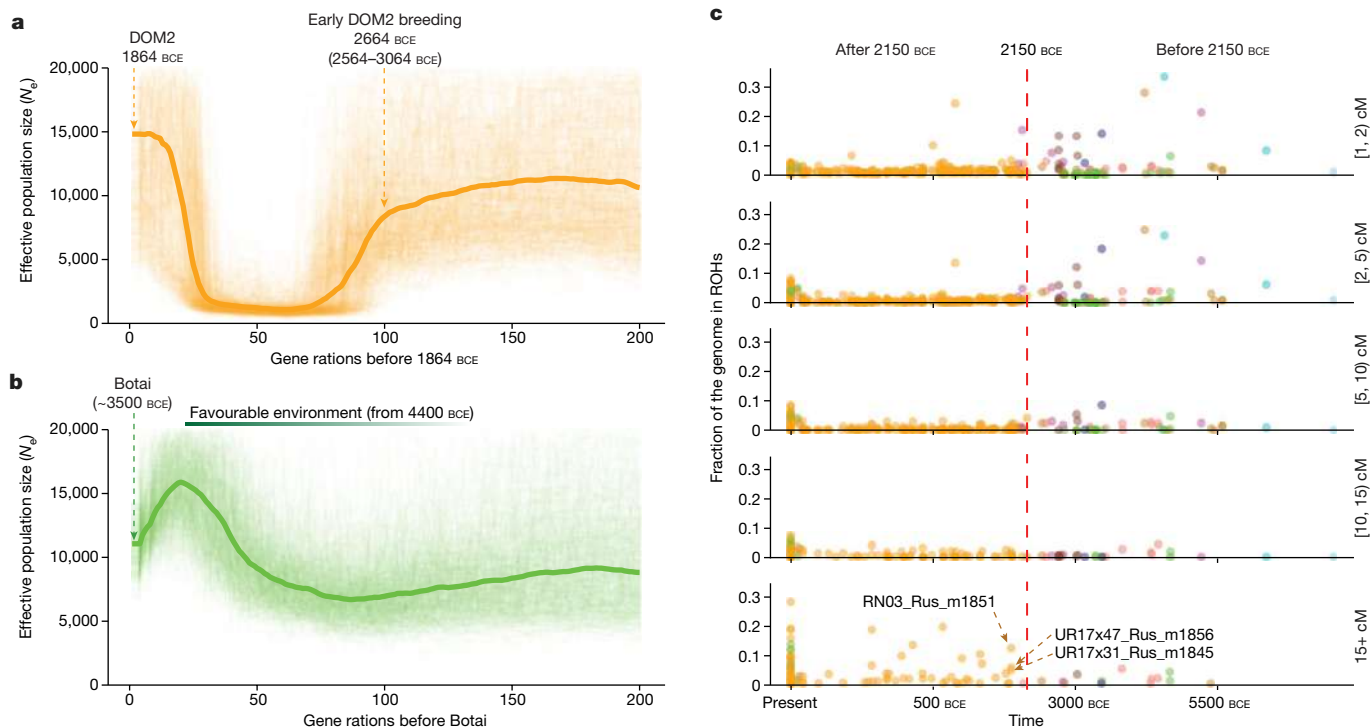 a
DOM2
1864 BCE
Early DOM2 breeding
2664 BCE
(2564–3064 BCE)
20,000
15,000
10,000
5,000
0
Effective population size (Ne)
0
50
100
150
200
Gene rations before 1864 BCE
b
Botai
(~3500 BCE)
Favourable environment (from 4400 BCE)
20,000
15,000
10,000
5,000
0
Effective population size (Ne)
0
50
100
150
200
Gene rations before Botai
c
After 2150 BCE
2150 BCE
Before 2150 BCE
0.3
0.2
0.1
0
[1, 2) cM
0.3
0.2
0.1
0
[2, 5) cM
0.3
0.2
0.1
0
[5, 10) cM
0.3
0.2
0.1
0
[10, 15) cM
0.3
0.2
0.1
0
15+ cM
Fraction of the genome in ROHs
RN03_Rus_m1851
UR17x47_Rus_m1856
UR17x31_Rus_m1845
Present
500 BCE
3000 BCE
5500 BCE
Time